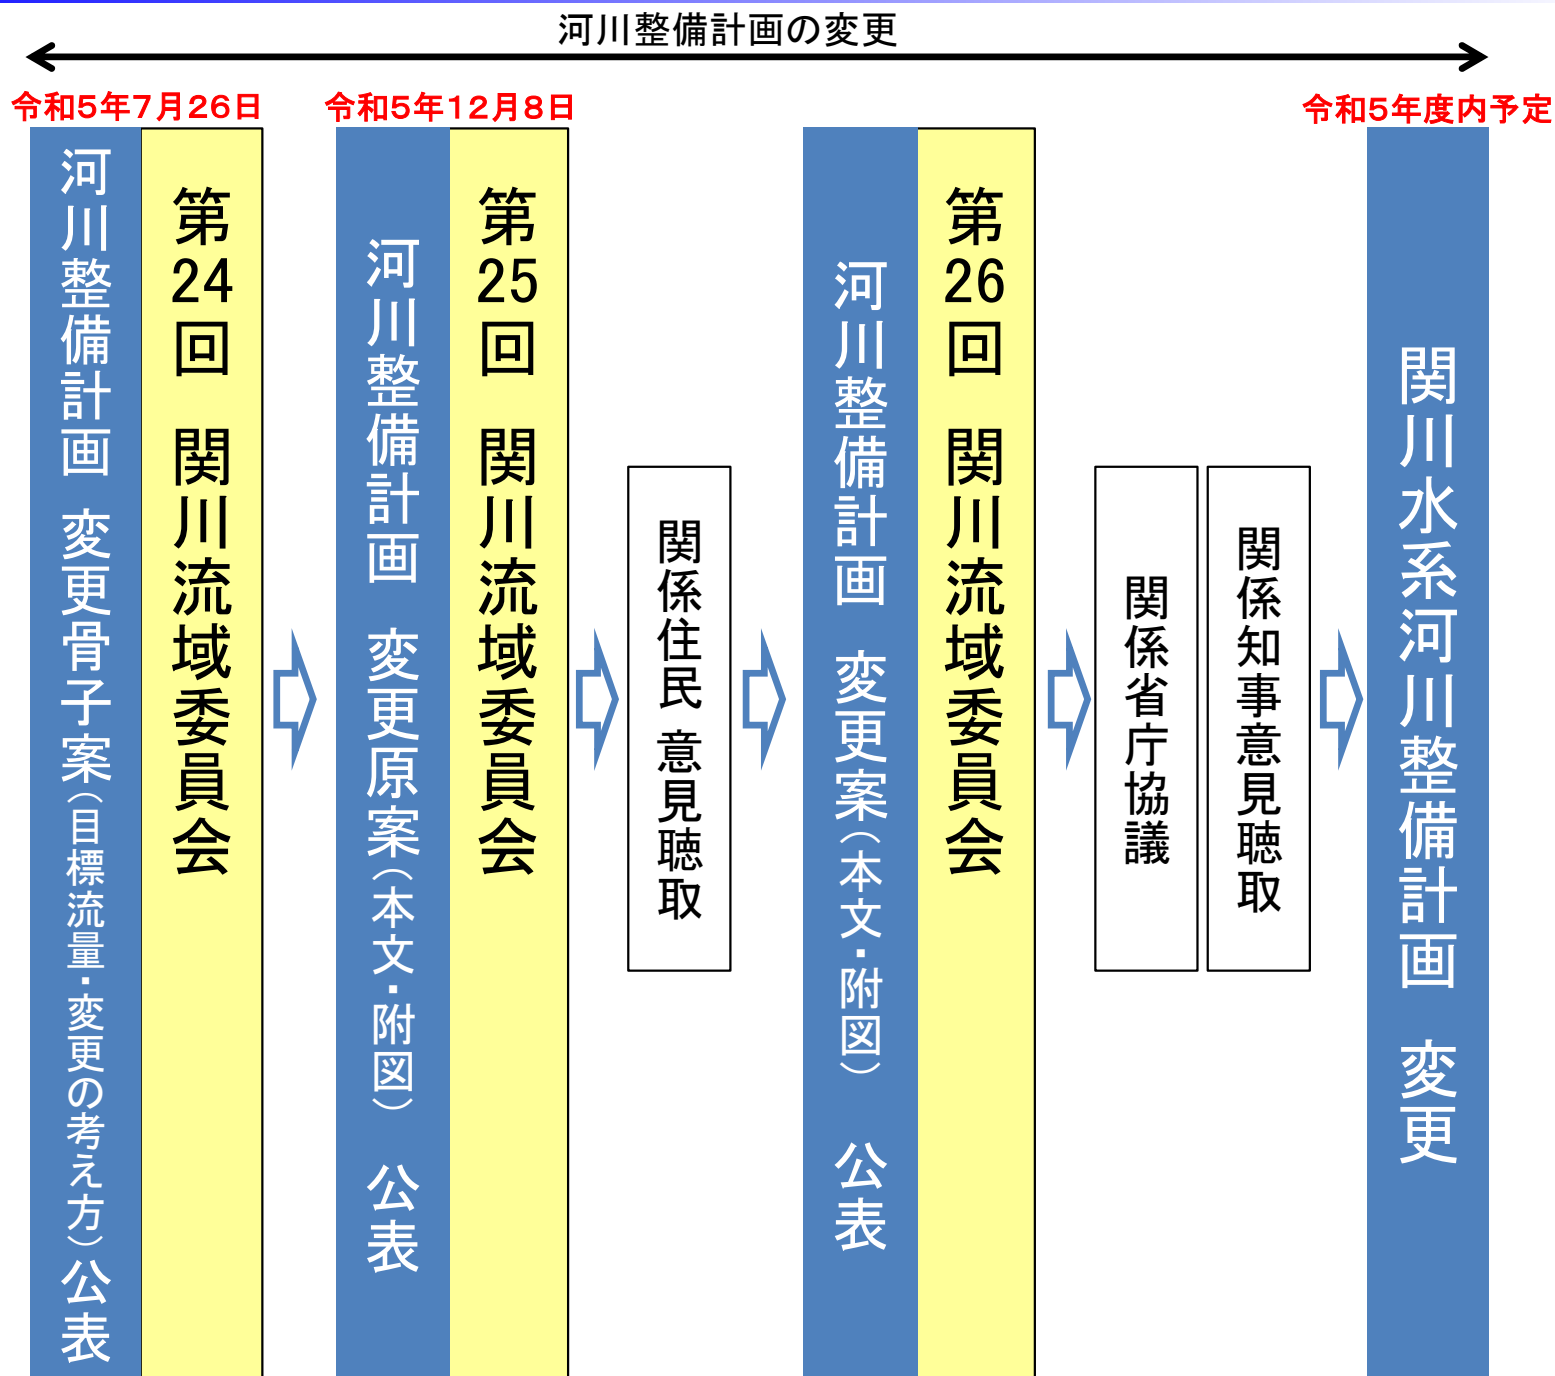 河川整備計画の変更
令和5年7月26日
令和5年12月8日
令和5年度内予定
河川整備計画 変更骨子案（目標流量・変更の考え方）公表
第24回 関川流域委員会
河川整備計画 変更原案（本文・附図） 公表
第25回 関川流域委員会
関係住民 意見聴取
河川整備計画 変更案（本文・附図） 公表
第26回 関川流域委員会
関係省庁協議
関係知事意見聴取
関川水系河川整備計画 変更